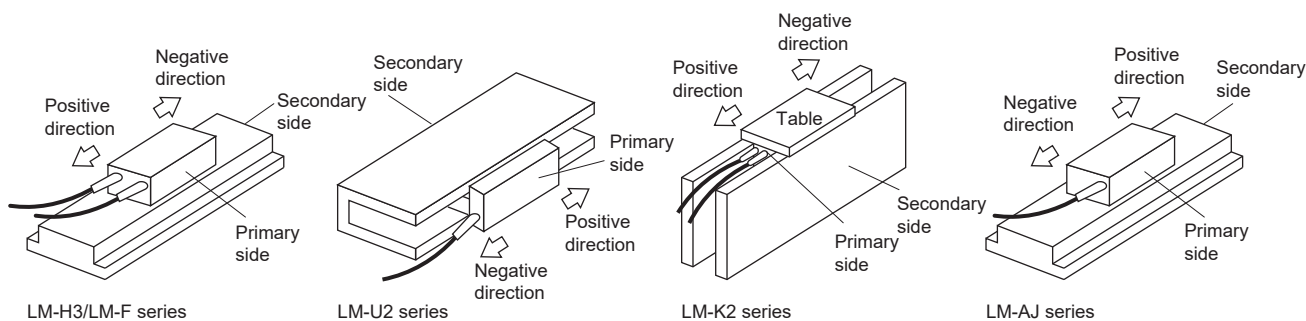 Negative
direction
Positive
direction
Secondary
side
Primary
side
LM-H3/LM-F series
Secondary
side
Primary
side
Positive
direction
Negative
direction
LM-U2 series
Negative
direction
Positive
direction
Table
Secondary
side
Primary
side
LM-K2 series
Positive
direction
Secondary
side
Negative
direction
Primary
side
LM-AJ series